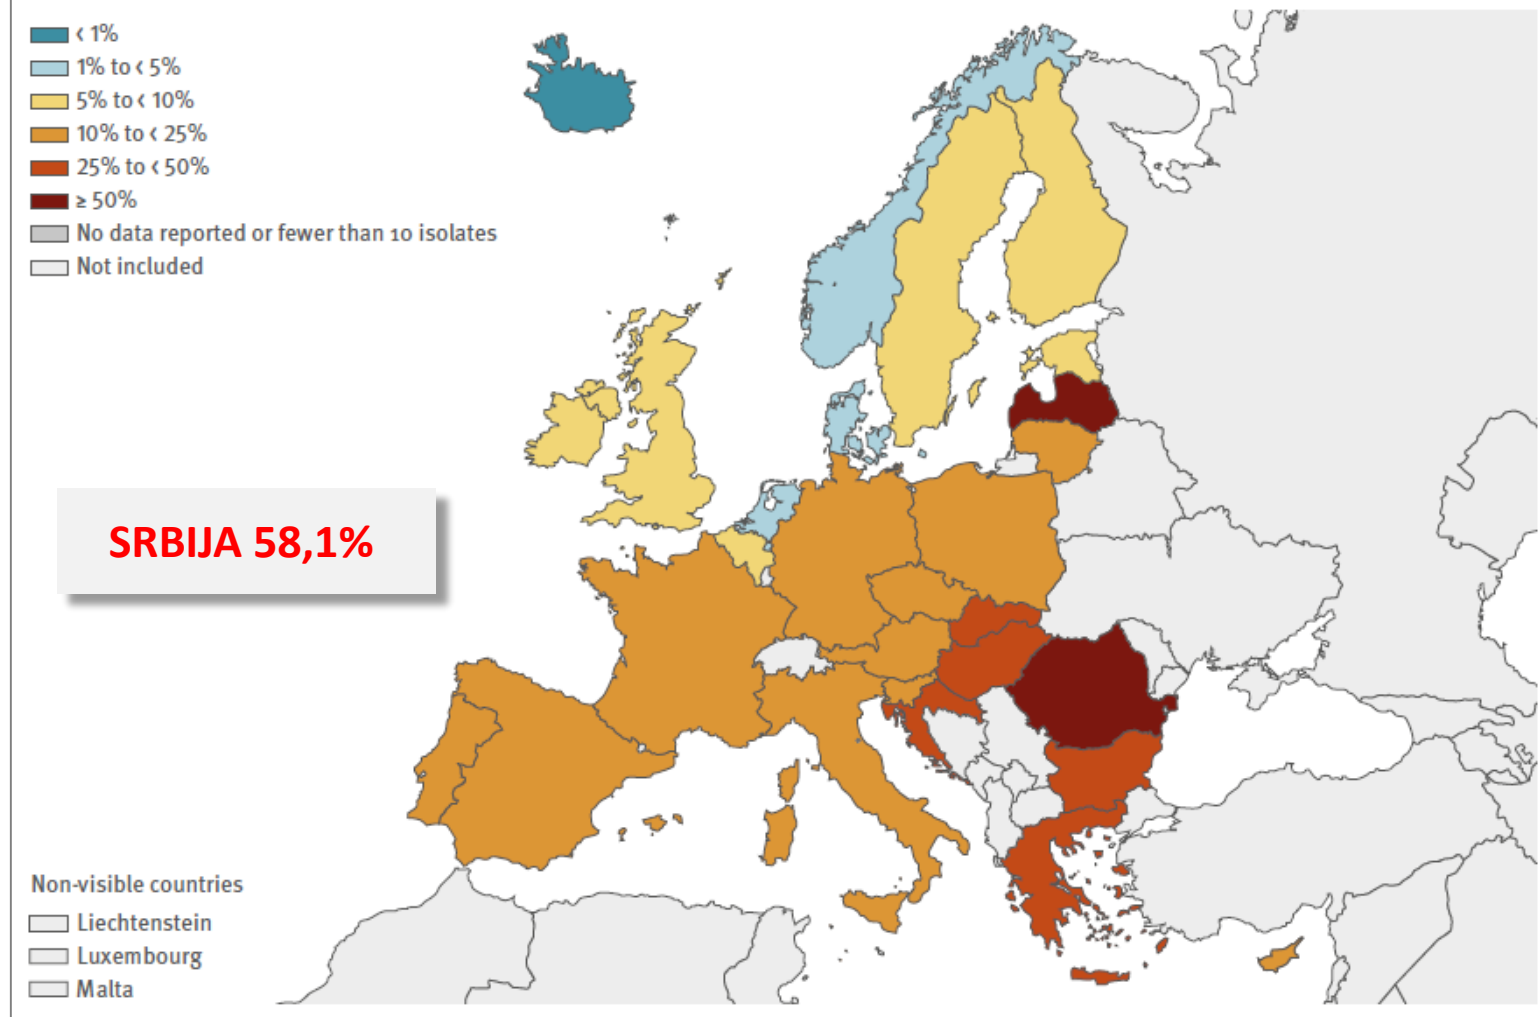 < 1%
1% to < 5%
5% to < 10%
10% to < 25%
25% to < 50%
≥ 50%
No data reported or fewer than 10 isolates
Not included
SRBIJA 58,1%
Non-visible countries
Liechtenstein
Luxembourg
Malta